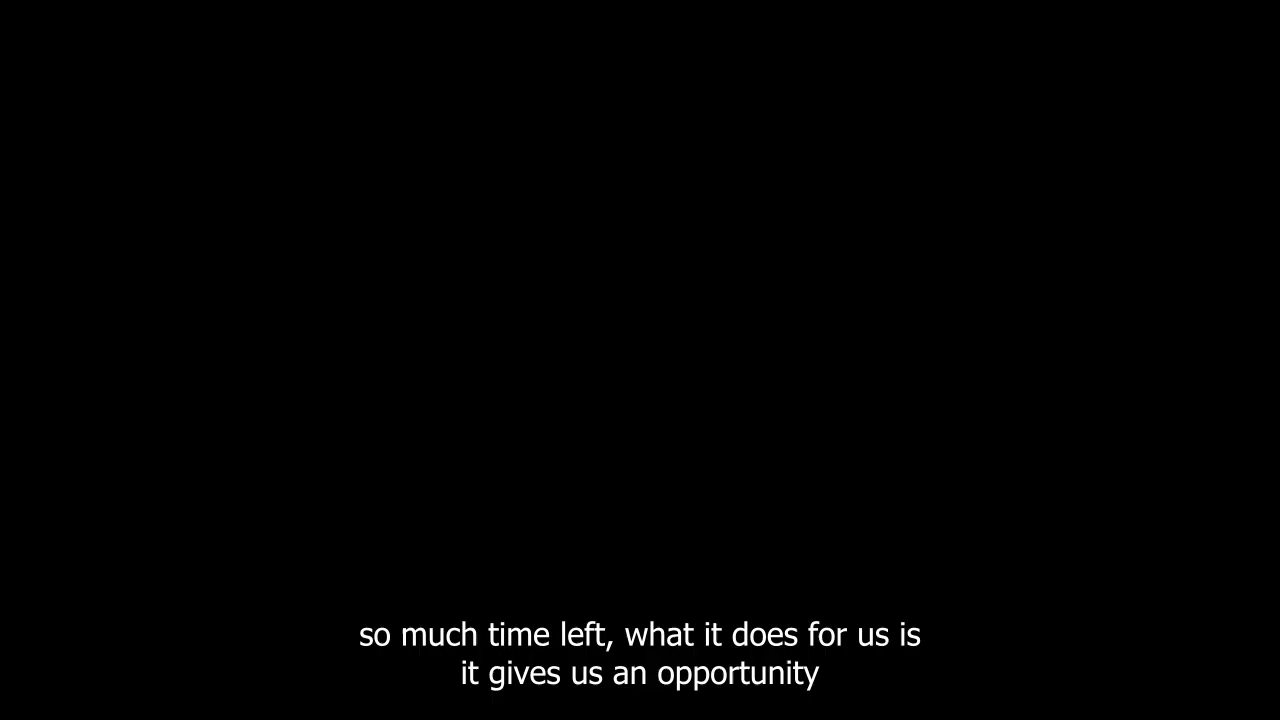 so much time left, what it does for us is
it gives us an opportunity